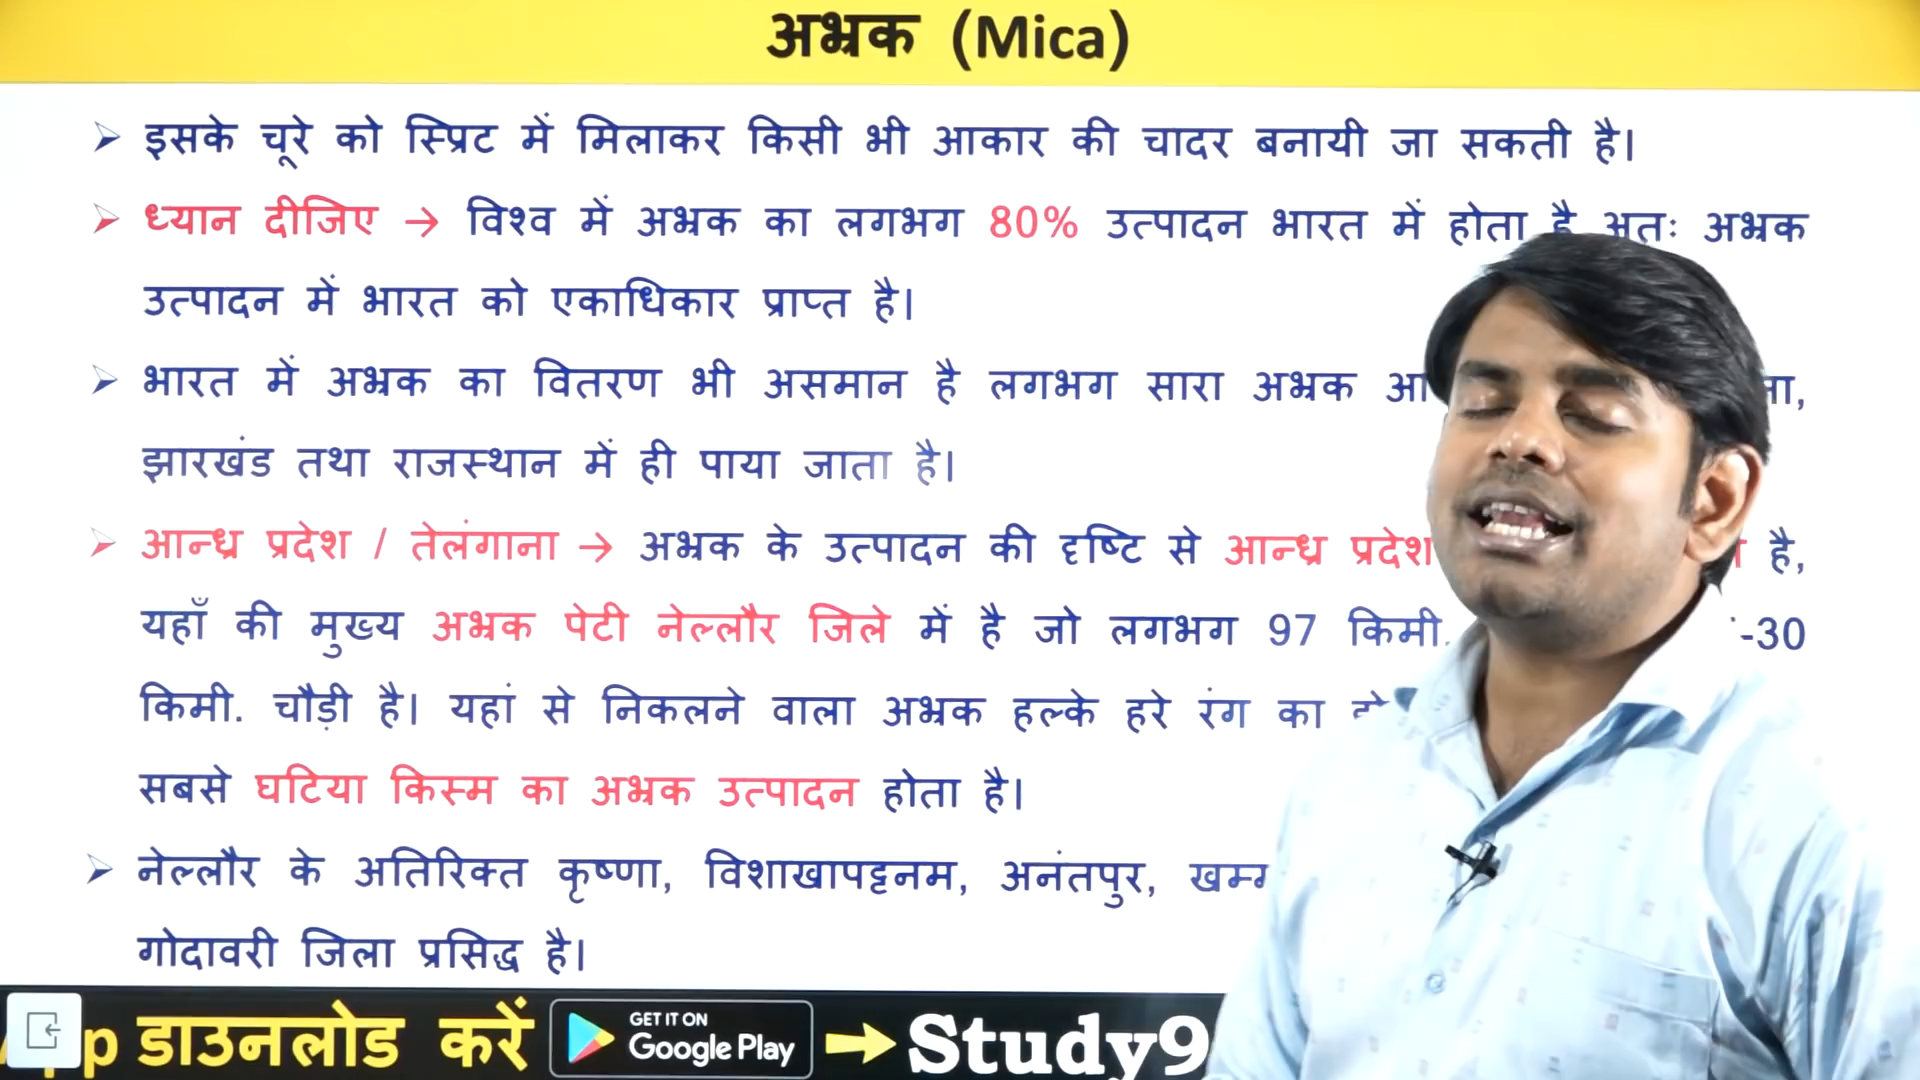 अभ्रक (Mica)
इसके चूरे को स्प्रिट में मिलाकर किसी भी आकार की चादर बनायी जा सकती है।
ध्यान दीजिए → विश्व में अभ्रक का लगभग 80% उत्पादन भारत में होता है अतः अभ्रक
उत्पादन में भारत को एकाधिकार प्राप्त है।
भारत में अभ्रक का वितरण भी असमान है लगभग सारा अभ्रक
झारखंड तथा राजस्थान में ही पाया जाता है।
आन्ध्र प्रदेश / तेलंगाना → अभ्रक के उत्पादन की दृष्टि से आन्ध्र प्रदेश है,
यहाँ की मुख्य अभ्रक पेटी नेल्लौर जिले में है जो लगभग 97 किमी. -30
किमी. चौड़ी है। यहां से निकलने वाला अभ्रक हल्के हरे रंग का
सबसे घटिया किस्म का अभ्रक उत्पादन होता है।
नेल्लौर के अतिरिक्त कृष्णा, विशाखापट्टनम, अनंतपुर,
गोदावरी जिला प्रसिद्ध है।
डाउनलोड करें GET IT ON Google Play → Study9